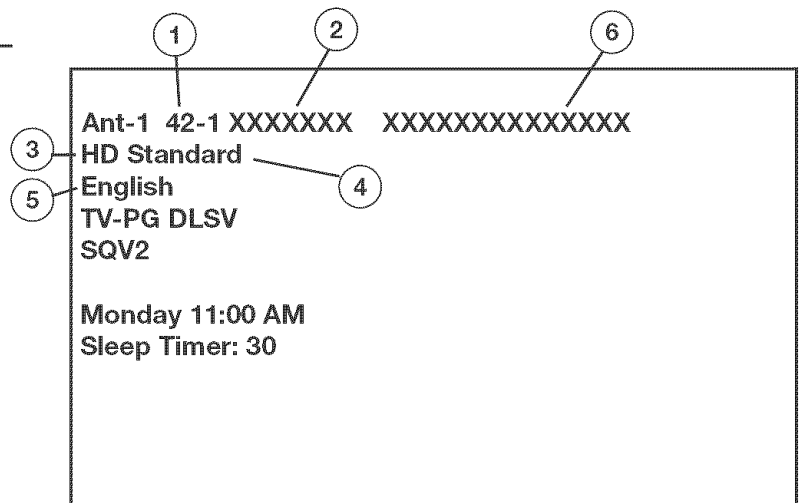 1 2 6
Ant-1 42-1 XXXXXXX XXXXXXXXXXXXXX
3 HD Standard
4
5 English
TV-PG DLSV
SQV2
Monday 11:00 AM
Sleep Timer: 30